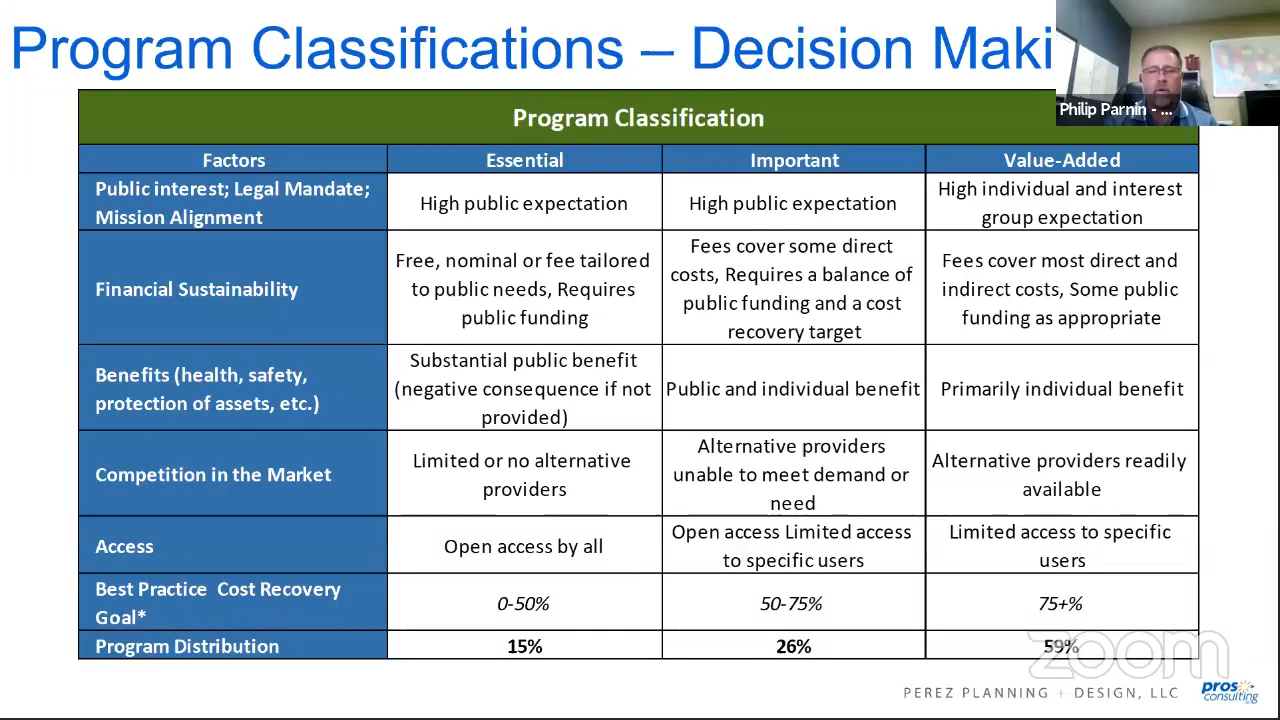 Program Classifications – Decision Maki
Philip Parnin - ...
Program Classification
Factors Essential Important Value-Added
Public interest; Legal Mandate;
Mission Alignment
High public expectation
High public expectation
High individual and interest
group expectation
Financial Sustainability
Free, nominal or fee tailored
to public needs, Requires
public funding
Fees cover some direct
costs, Requires a balance of
public funding and a cost
recovery target
Fees cover most direct and
indirect costs, Some public
funding as appropriate
Benefits (health, safety,
protection of assets, etc.)
Substantial public benefit
(negative consequence if not
provided)
Public and individual benefit
Primarily individual benefit
Competition in the Market
Limited or no alternative
providers
Alternative providers
unable to meet demand or
need
Alternative providers readily
available
Access
Open access by all
Open access Limited access
to specific users
Limited access to specific
users
Best Practice Cost Recovery
Goal*
0-50%
50-75%
75+%
Program Distribution 15% 26% 59%
zoom
PEREZ PLANNING + DESIGN, LLC
pros
consulting